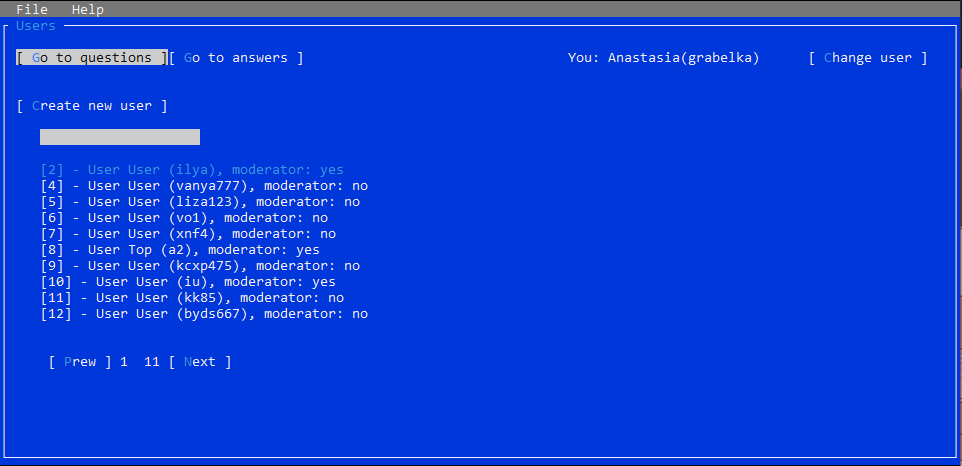 File Help
Users
[ Go to questions ][ Go to answers ] You: Anastasia(grabelka) [ Change user ]
[ Create new user ]
[2] - User User (ilya), moderator: yes
[4] - User User (vanya777), moderator: no
[5] - User User (liza123), moderator: no
[6] - User User (vo1), moderator: no
[7] - User User (xnf4), moderator: no
[8] - User Top (a2), moderator: yes
[9] - User User (kcxp475), moderator: no
[10] - User User (iu), moderator: yes
[11] - User User (kk85), moderator: no
[12] - User User (byds667), moderator: no
[ Prew ] 1 11 [ Next ]